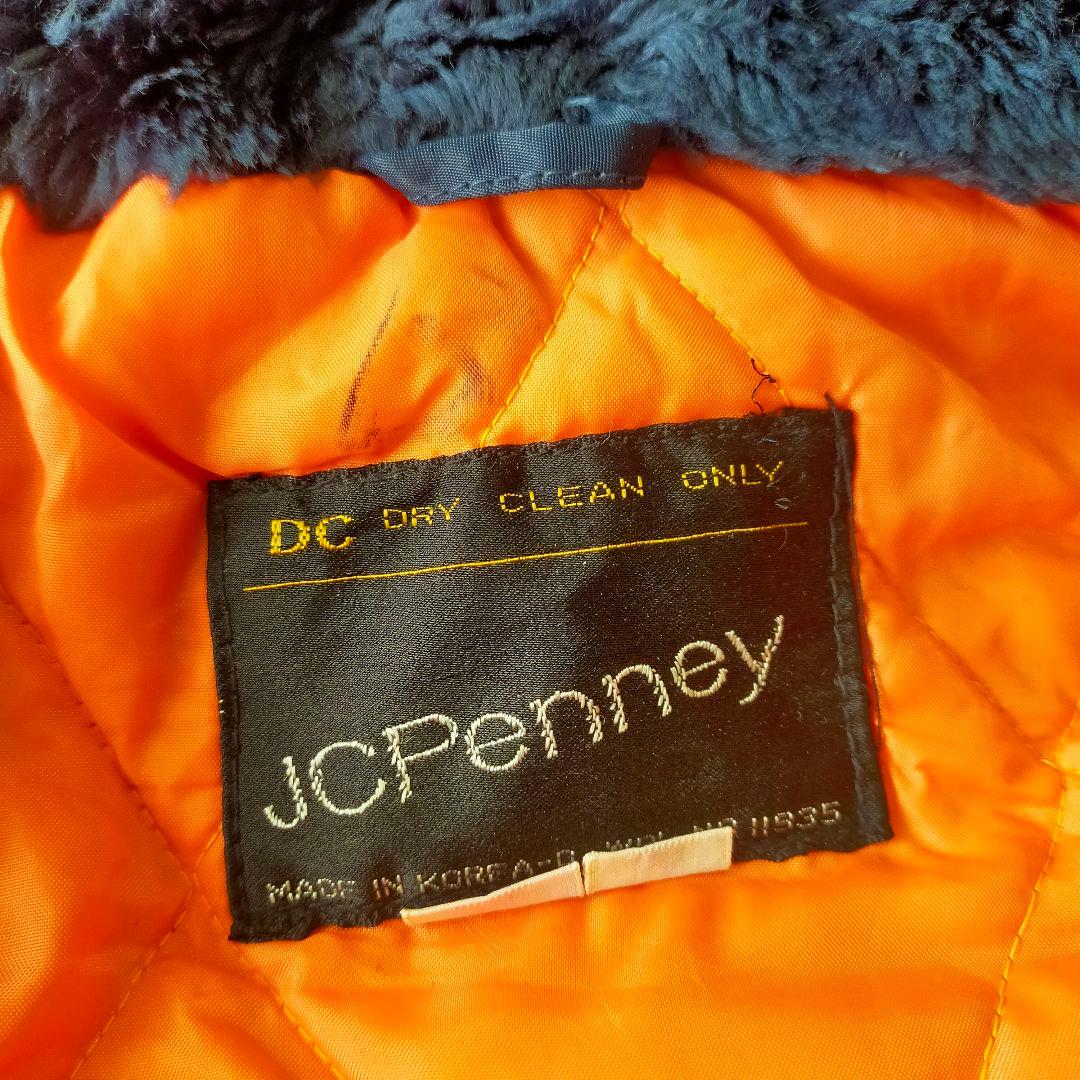 DC DRY CLEAN ONLY
JCPenney
MADE IN KOREA-D WPL NO 11835